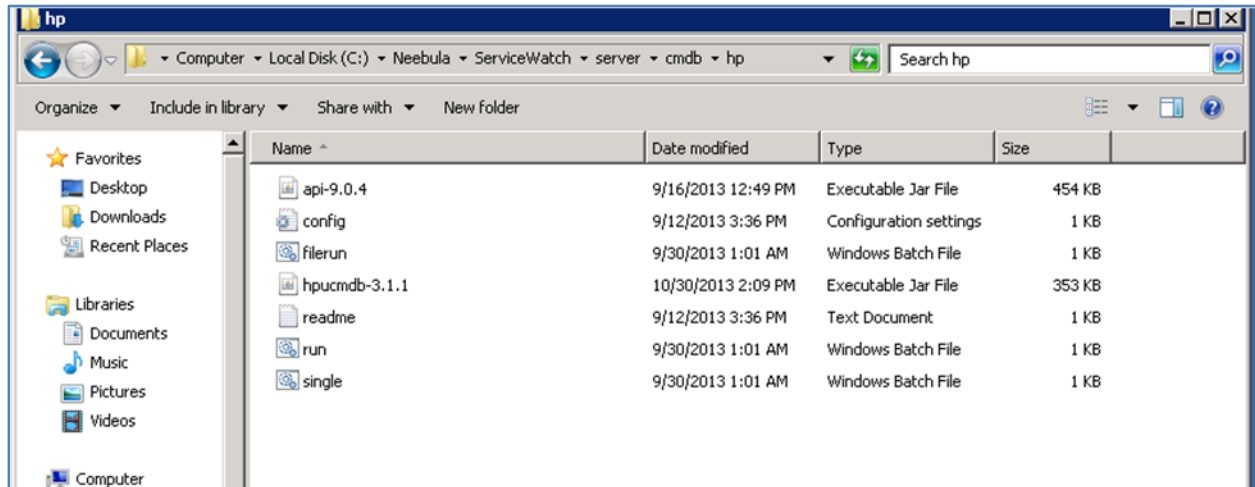 hp
Computer Local Disk (C:) Neebula ServiceWatch server cmdb hp Search hp
Organize Include in library Share with New folder
Favorites
Desktop
Downloads
Recent Places
Libraries
Documents
Music
Pictures
Videos
Computer
Name Date modified Type Size
api-9.0.4 9/16/2013 12:49 PM Executable Jar File 454 KB
config 9/12/2013 3:36 PM Configuration settings 1 KB
filerun 9/30/2013 1:01 AM Windows Batch File 1 KB
hpucmdb-3.1.1 10/30/2013 2:09 PM Executable Jar File 353 KB
readme 9/12/2013 3:36 PM Text Document 1 KB
run 9/30/2013 1:01 AM Windows Batch File 1 KB
single 9/30/2013 1:01 AM Windows Batch File 1 KB